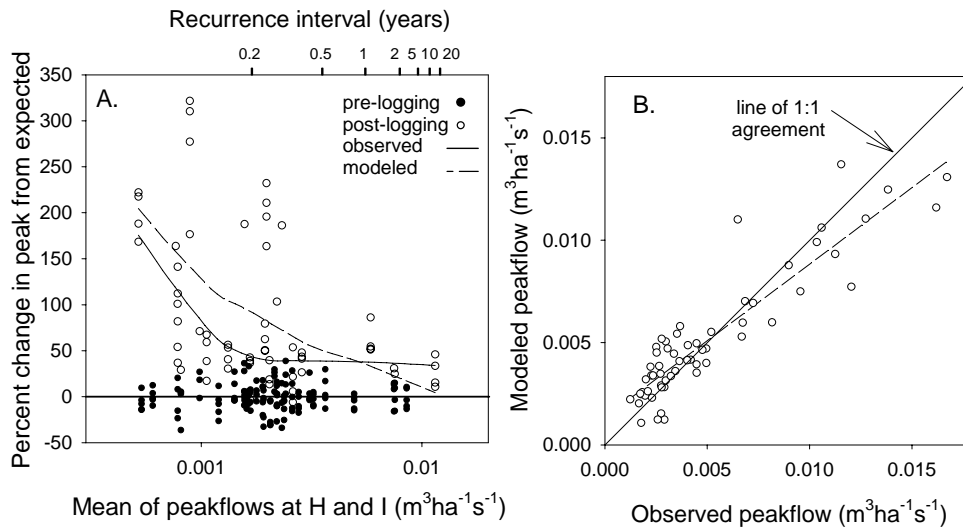 Recurrence interval (years)
0.2 0.5 1 2 5 10 20
Percent change in peak from expected
350
300
250
200
150
100
50
0
-50
A.
pre-logging
post-logging
observed
modeled
0.001 0.01
Mean of peakflows at H and I (m³ha⁻¹s⁻¹)
B.
line of 1:1
agreement
Modeled peakflow (m³ha⁻¹s⁻¹)
0.015
0.010
0.005
0.000
0.000 0.005 0.010 0.015
Observed peakflow (m³ha⁻¹s⁻¹)